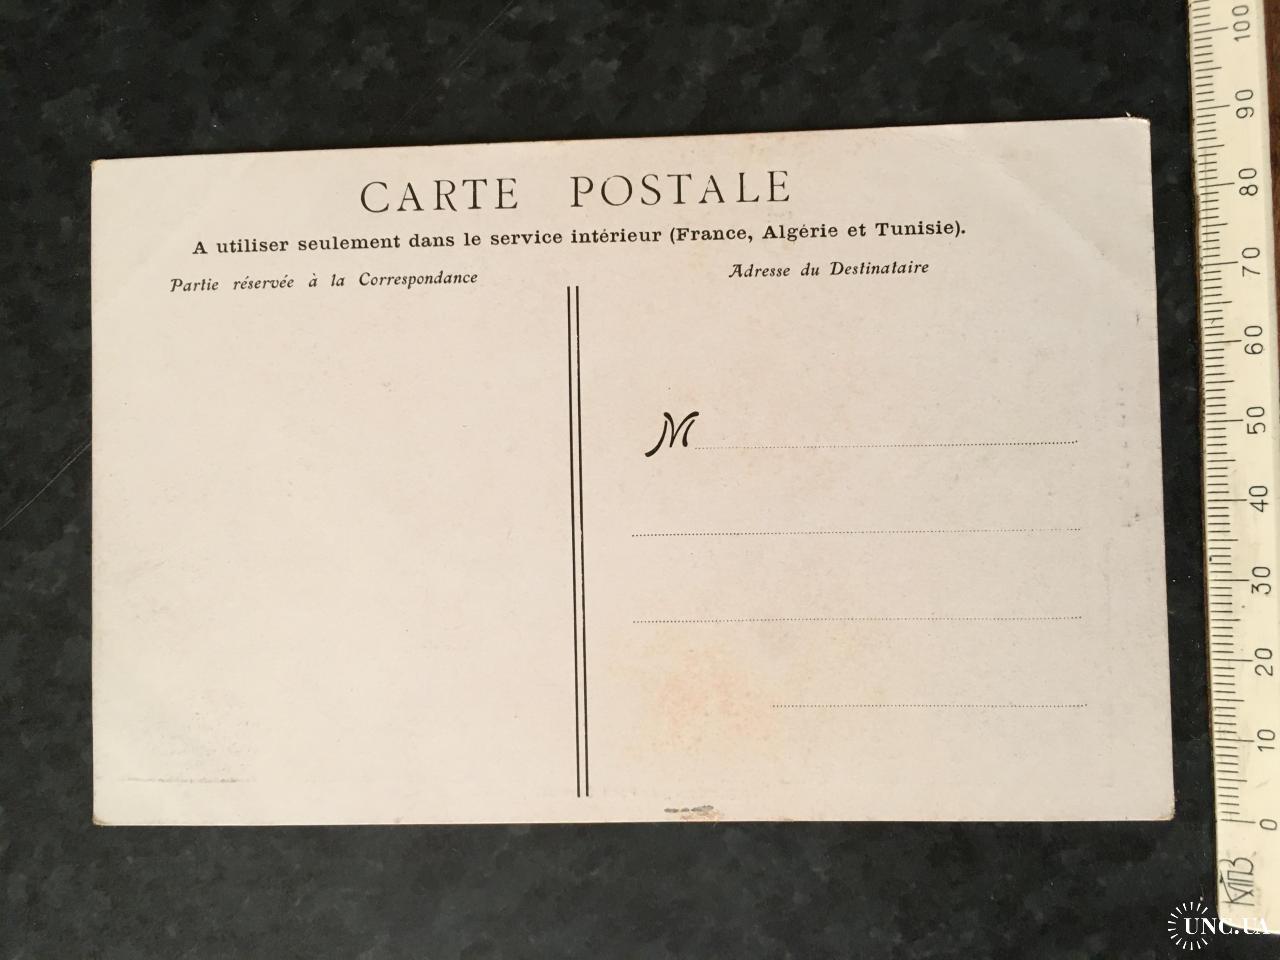 CARTE POSTALE
A utiliser seulement dans le service intérieur (France, Algérie et Tunisie).
Partie réservée à la Correspondance
Adresse du Destinataire
M
100
90
80
70
60
50
40
30
20
10
0
UNC.UA